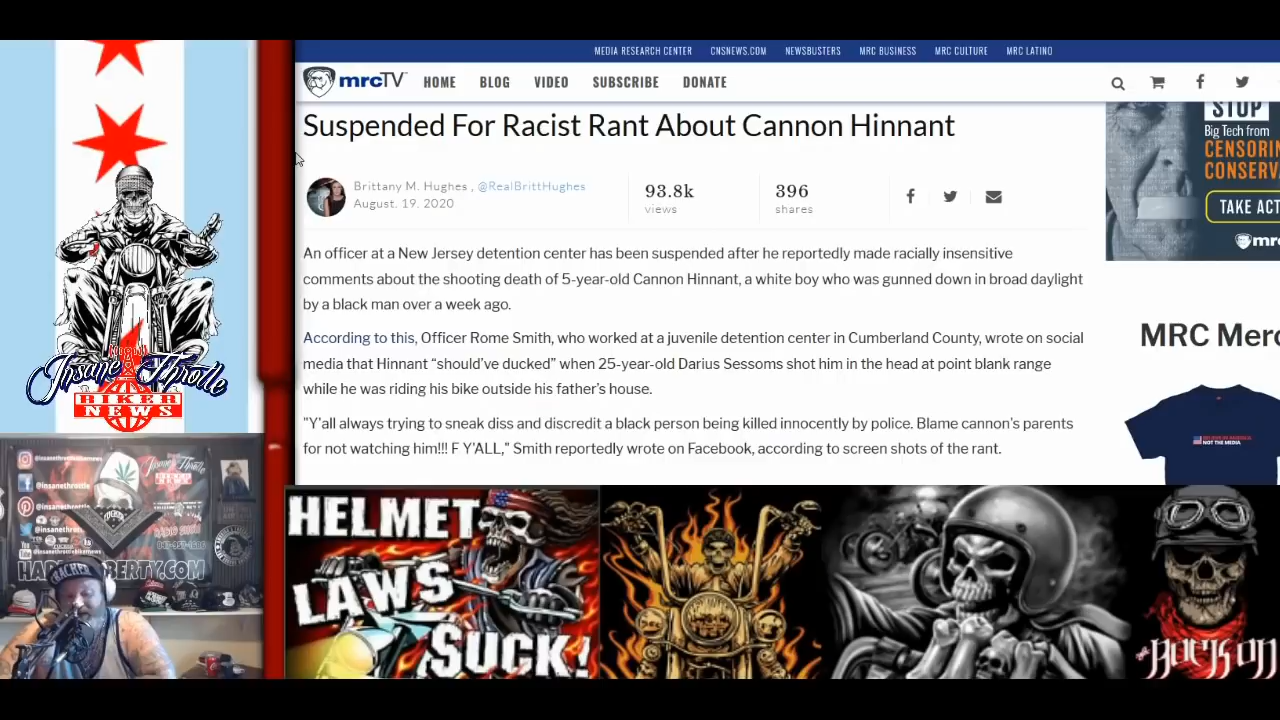 MEDIA RESEARCH CENTER CNSNEWS.COM NEWSBUSTERS MRC BUSINESS MRC CULTURE MRC LATINO
mrcTV HOME BLOG VIDEO SUBSCRIBE DONATE
Suspended For Racist Rant About Cannon Hinnant
Brittany M. Hughes , @RealBrittHughes
August. 19. 2020
93.8k
views
396
shares
An officer at a New Jersey detention center has been suspended after he reportedly made racially insensitive
comments about the shooting death of 5-year-old Cannon Hinnant, a white boy who was gunned down in broad daylight
by a black man over a week ago.
According to this, Officer Rome Smith, who worked at a juvenile detention center in Cumberland County, wrote on social
media that Hinnant “should’ve ducked” when 25-year-old Darius Sessoms shot him in the head at point blank range
while he was riding his bike outside his father’s house.
"Y'all always trying to sneak diss and discredit a black person being killed innocently by police. Blame cannon’s parents
for not watching him!!! F Y'ALL," Smith reportedly wrote on Facebook, according to screen shots of the rant.
STOP
Big Tech from
CENSORIN
CONSERV
TAKE ACT
mr
MRC Merc
Insane Throttle
BIKER
NEWS
@insanethrottlebikernews
@insanethrottle
@insanethrottle
HELMET
LAWS
SUCK!